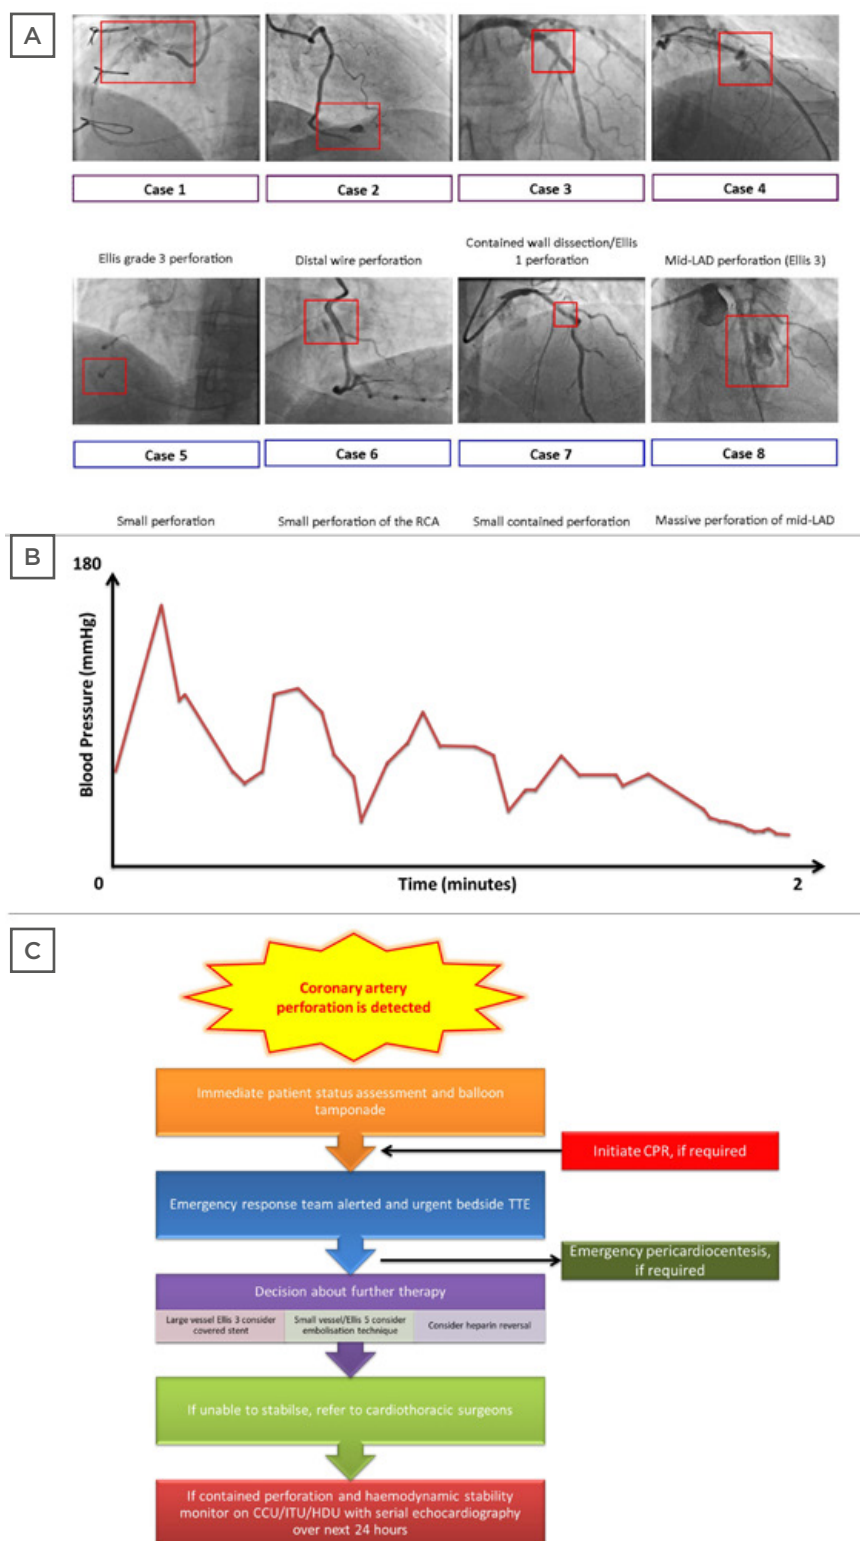 A
Case 1
Case 2
Case 3
Case 4
Ellis grade 3 perforation
Distal wire perforation
Contained wall dissection/Ellis
1 perforation
Mid-LAD perforation (Ellis 3)
Case 5
Case 6
Case 7
Case 8
Small perforation
Small perforation of the RCA
Small contained perforation
Massive perforation of mid-LAD
B
180
Blood Pressure (mmHg)
0
Time (minutes)
2
C
Coronary artery
perforation is detected
Immediate patient status assessment and balloon
tamponade
Initiate CPR, if required
Emergency response team alerted and urgent bedside TTE
Emergency pericardiocentesis,
if required
Decision about further therapy
Large vessel Ellis 3 consider
covered stent
Small vessel/Ellis 5 consider
embolisation technique
Consider heparin reversal
If unable to stabilse, refer to cardiothoracic surgeons
If contained perforation and haemodynamic stability
monitor on CCU/ITU/HDU with serial echocardiography
over next 24 hours